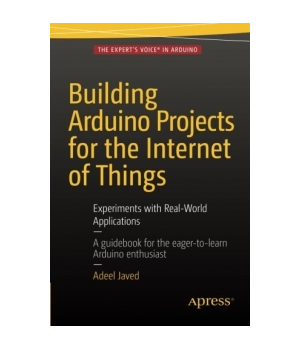 THE EXPERT'S VOICE® IN ARDUINO
Building
Arduino Projects
for the Internet
of Things
Experiments with Real-World
Applications
A guidebook for the eager-to-learn
Arduino enthusiast
Adeel Javed
Apress®